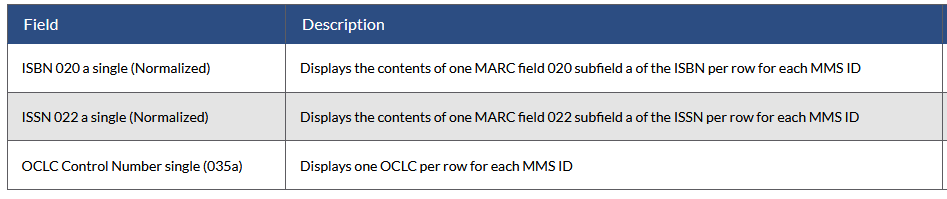 Field Description
ISBN 020 a single (Normalized) Displays the contents of one MARC field 020 subfield a of the ISBN per row for each MMS ID
ISSN 022 a single (Normalized) Displays the contents of one MARC field 022 subfield a of the ISSN per row for each MMS ID
OCLC Control Number single (035a) Displays one OCLC per row for each MMS ID